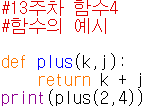 #13주차 함수4
#함수의 예시
def plus(k,j):
    return k + j
print(plus(2,4))